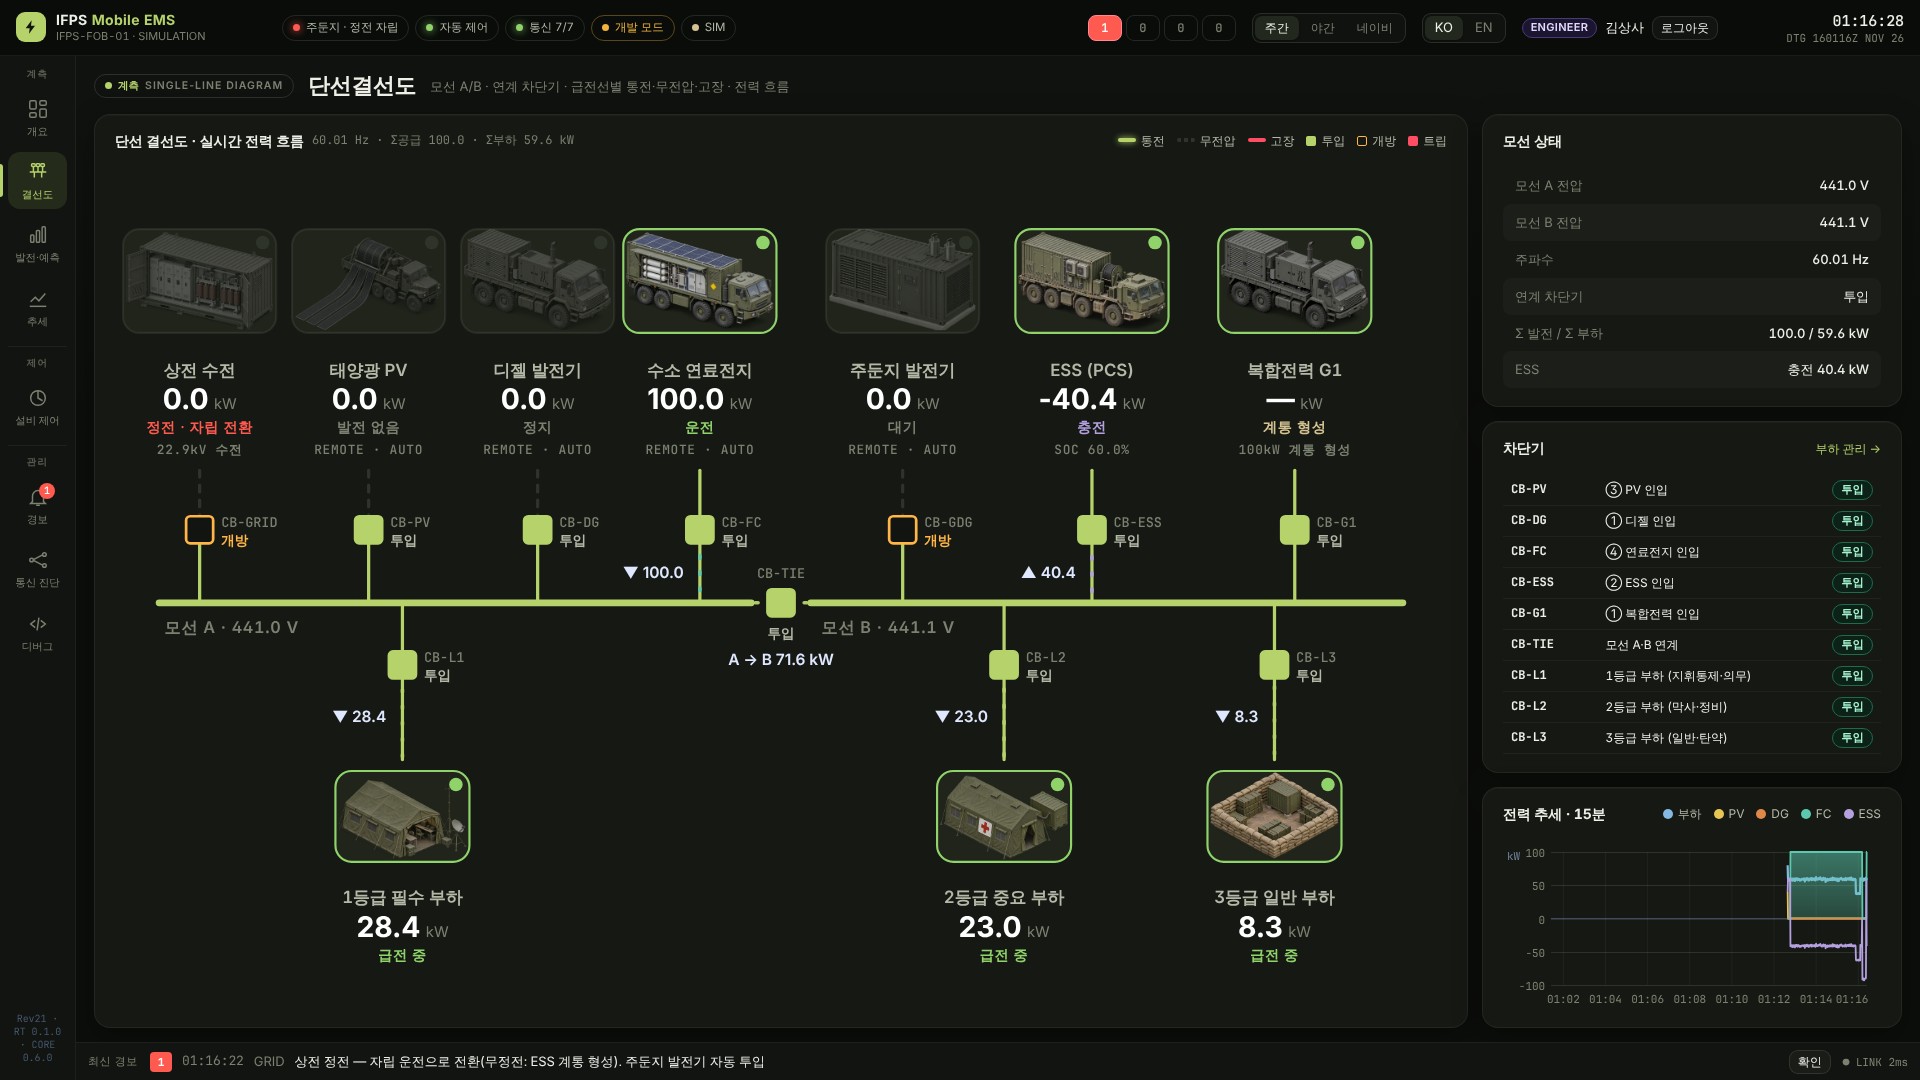 IFPS Mobile EMS
IFPS-FOB-01 · SIMULATION
주둔지 · 정전 자립
자동 제어
통신 7/7
개발 모드
SIM
1
0
0
0
주간
야간
네이비
KO
EN
ENGINEER
김상사
로그아웃
01:16:28
DTG 160116Z NOV 26
계측
개요
결선도
발전·예측
추세
제어
설비 제어
관리
1
경보
통신 진단
디버그
Rev21 ·
RT 0.1.0
· CORE
0.6.0
계측 SINGLE-LINE DIAGRAM
단선결선도
모선 A/B · 연계 차단기 · 급전선별 통전·무전압·고장 · 전력 흐름
단선 결선도 · 실시간 전력 흐름
60.01 Hz · Σ공급 100.0 · Σ부하 59.6 kW
통전
무전압
고장
투입
개방
트립
상전 수전
0.0 kW
정전 · 자립 전환
22.9kV 수전
태양광 PV
0.0 kW
발전 없음
REMOTE · AUTO
디젤 발전기
0.0 kW
정지
REMOTE · AUTO
수소 연료전지
100.0 kW
운전
REMOTE · AUTO
주둔지 발전기
0.0 kW
대기
REMOTE · AUTO
ESS (PCS)
-40.4 kW
충전
SOC 60.0%
복합전력 G1
— kW
계통 형성
100kW 계통 형성
CB-GRID
개방
CB-PV
투입
CB-DG
투입
CB-FC
투입
CB-GDG
개방
CB-ESS
투입
CB-G1
투입
▼ 100.0
CB-TIE
▲ 40.4
모선 A · 441.0 V
투입
모선 B · 441.1 V
A → B 71.6 kW
CB-L1
투입
CB-L2
투입
CB-L3
투입
▼ 28.4
▼ 23.0
▼ 8.3
1등급 필수 부하
28.4 kW
급전 중
2등급 중요 부하
23.0 kW
급전 중
3등급 일반 부하
8.3 kW
급전 중
모선 상태
모선 A 전압 441.0 V
모선 B 전압 441.1 V
주파수 60.01 Hz
연계 차단기 투입
Σ 발전 / Σ 부하 100.0 / 59.6 kW
ESS 충전 40.4 kW
차단기
부하 관리 →
CB-PV ③ PV 인입 투입
CB-DG ① 디젤 인입 투입
CB-FC ④ 연료전지 인입 투입
CB-ESS ② ESS 인입 투입
CB-G1 ① 복합전력 인입 투입
CB-TIE 모선 A·B 연계 투입
CB-L1 1등급 부하 (지휘통제·의무) 투입
CB-L2 2등급 부하 (막사·정비) 투입
CB-L3 3등급 부하 (일반·탄약) 투입
전력 추세 · 15분
부하
PV
DG
FC
ESS
kW
100
50
0
-50
-100
01:02
01:04
01:06
01:08
01:10
01:12
01:14
01:16
최신 경보
1
01:16:22
GRID
상전 정전 — 자립 운전으로 전환(무정전: ESS 계통 형성). 주둔지 발전기 자동 투입
확인
LINK 2ms